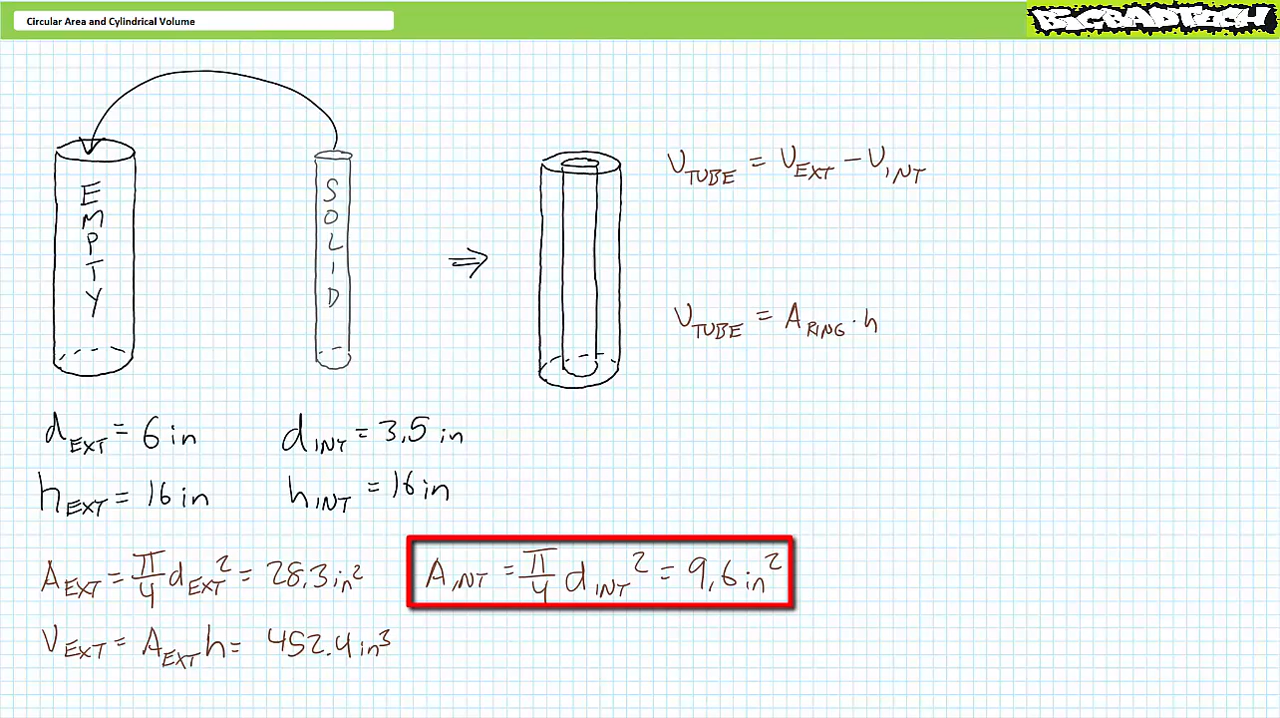 Circular Area and Cylindrical Volume
BIGBADTECH
EMPTY
SOLID
⇒
V_TUBE = V_EXT − V_INT
V_TUBE = A_RING · h
d_EXT = 6 in
d_INT = 3,5 in
h_EXT = 16 in
h_INT = 16 in
A_EXT = π/4 d_EXT² = 28,3 in²
A_INT = π/4 d_INT² = 9,6 in²
V_EXT = A_EXT h = 452.4 in³